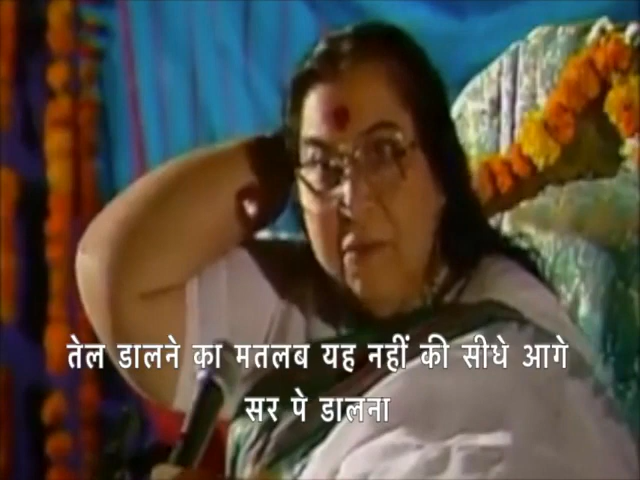 तेल डालने का मतलब यह नहीं की सीधे आगे
सर पे डालना